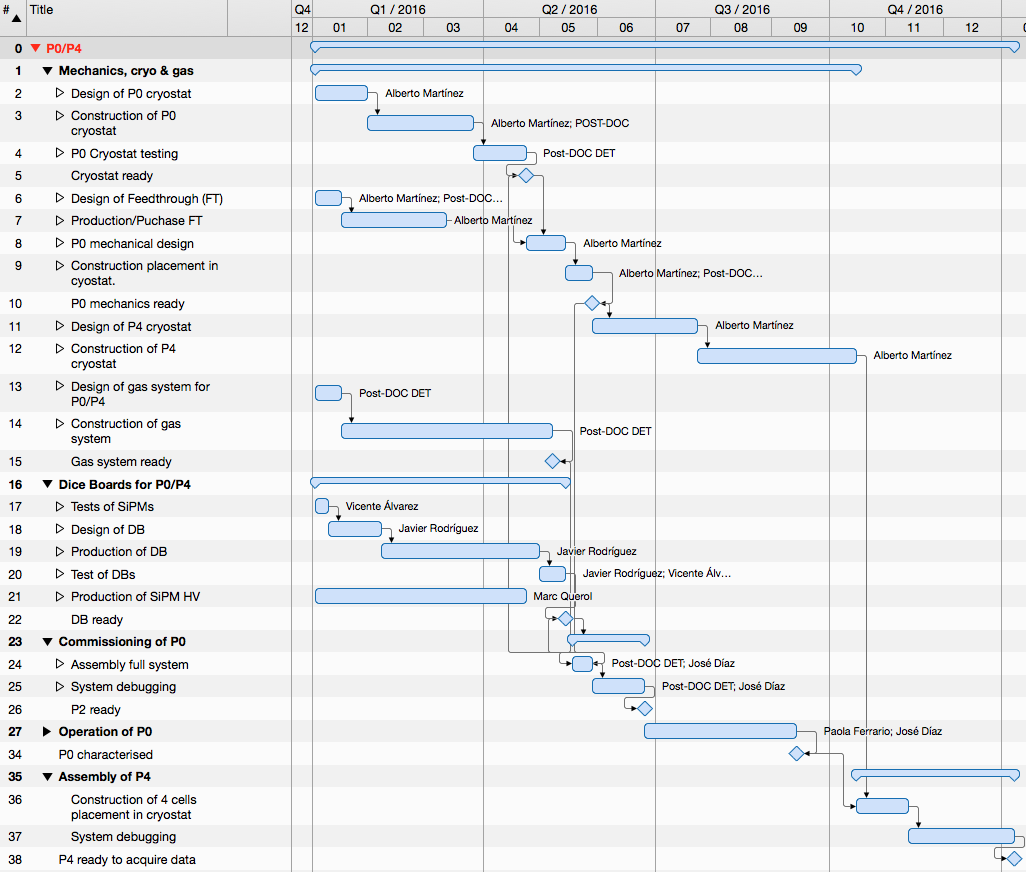 # Title Q4 Q1 / 2016 Q2 / 2016 Q3 / 2016 Q4 / 2016
12 01 02 03 04 05 06 07 08 09 10 11 12
0 P0/P4
1 Mechanics, cryo & gas
2 Design of P0 cryostat Alberto Martínez
3 Construction of P0
cryostat
Alberto Martínez; POST-DOC
4 P0 Cryostat testing Post-DOC DET
5 Cryostat ready
6 Design of Feedthrough (FT) Alberto Martínez; Post-DOC…
7 Production/Puchase FT Alberto Martínez
8 P0 mechanical design Alberto Martínez
9 Construction placement in
cyostat.
Alberto Martínez; Post-DOC…
10 P0 mechanics ready
11 Design of P4 cryostat Alberto Martínez
12 Construction of P4
cryostat
Alberto Martínez
13 Design of gas system for
P0/P4
Post-DOC DET
14 Construction of gas
system
Post-DOC DET
15 Gas system ready
16 Dice Boards for P0/P4
17 Tests of SiPMs Vicente Álvarez
18 Design of DB Javier Rodríguez
19 Production of DB Javier Rodríguez
20 Test of DBs Javier Rodríguez; Vicente Álv…
21 Production of SiPM HV Marc Querol
22 DB ready
23 Commissioning of P0
24 Assembly full system Post-DOC DET; José Díaz
25 System debugging Post-DOC DET; José Díaz
26 P2 ready
27 Operation of P0 Paola Ferrario; José Díaz
34 P0 characterised
35 Assembly of P4
36 Construction of 4 cells
placement in cryostat
37 System debugging
38 P4 ready to acquire data